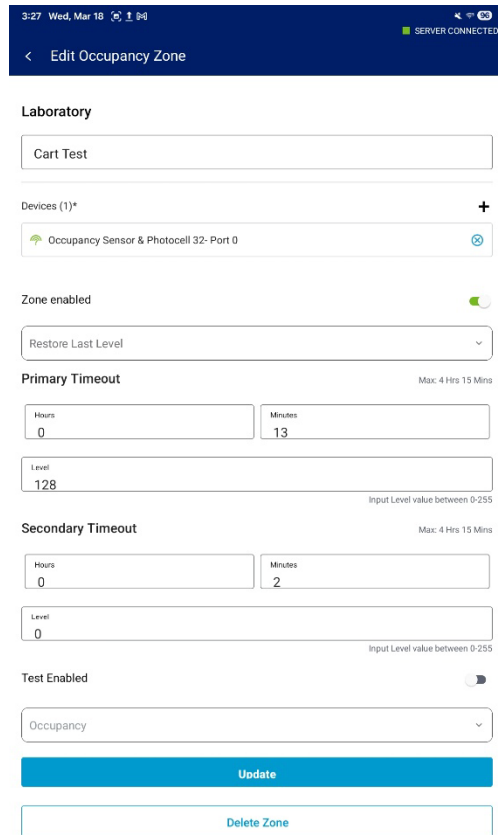 3:27 Wed, Mar 18 96
SERVER CONNECTED
Edit Occupancy Zone
Laboratory
Cart Test
Devices (1)*
Occupancy Sensor & Photocell 32- Port 0
Zone enabled
Restore Last Level
Primary Timeout Max: 4 Hrs 15 Mins
Hours Minutes
0 13
Level
128
Input Level value between 0-255
Secondary Timeout Max: 4 Hrs 15 Mins
Hours Minutes
0 2
Level
0
Input Level value between 0-255
Test Enabled
Occupancy
Update
Delete Zone